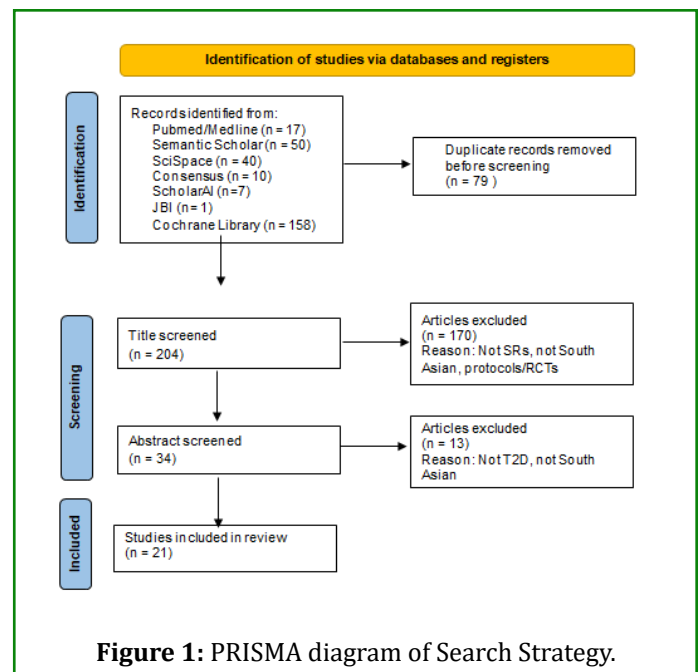 Identification of studies via databases and registers
Identification
Records identified from:
Pubmed/Medline (n = 17)
Semantic Scholar (n = 50)
SciSpace (n = 40)
Consensus (n = 10)
ScholarAI (n=7)
JBI (n = 1)
Cochrane Library (n = 158)
Duplicate records removed
before screening
(n = 79 )
Screening
Title screened
(n = 204)
Articles excluded
(n = 170)
Reason: Not SRs, not South
Asian, protocols/RCTs
Abstract screened
(n = 34)
Articles excluded
(n = 13)
Reason: Not T2D, not South
Asian
Included
Studies included in review
(n = 21)
Figure 1: PRISMA diagram of Search Strategy.